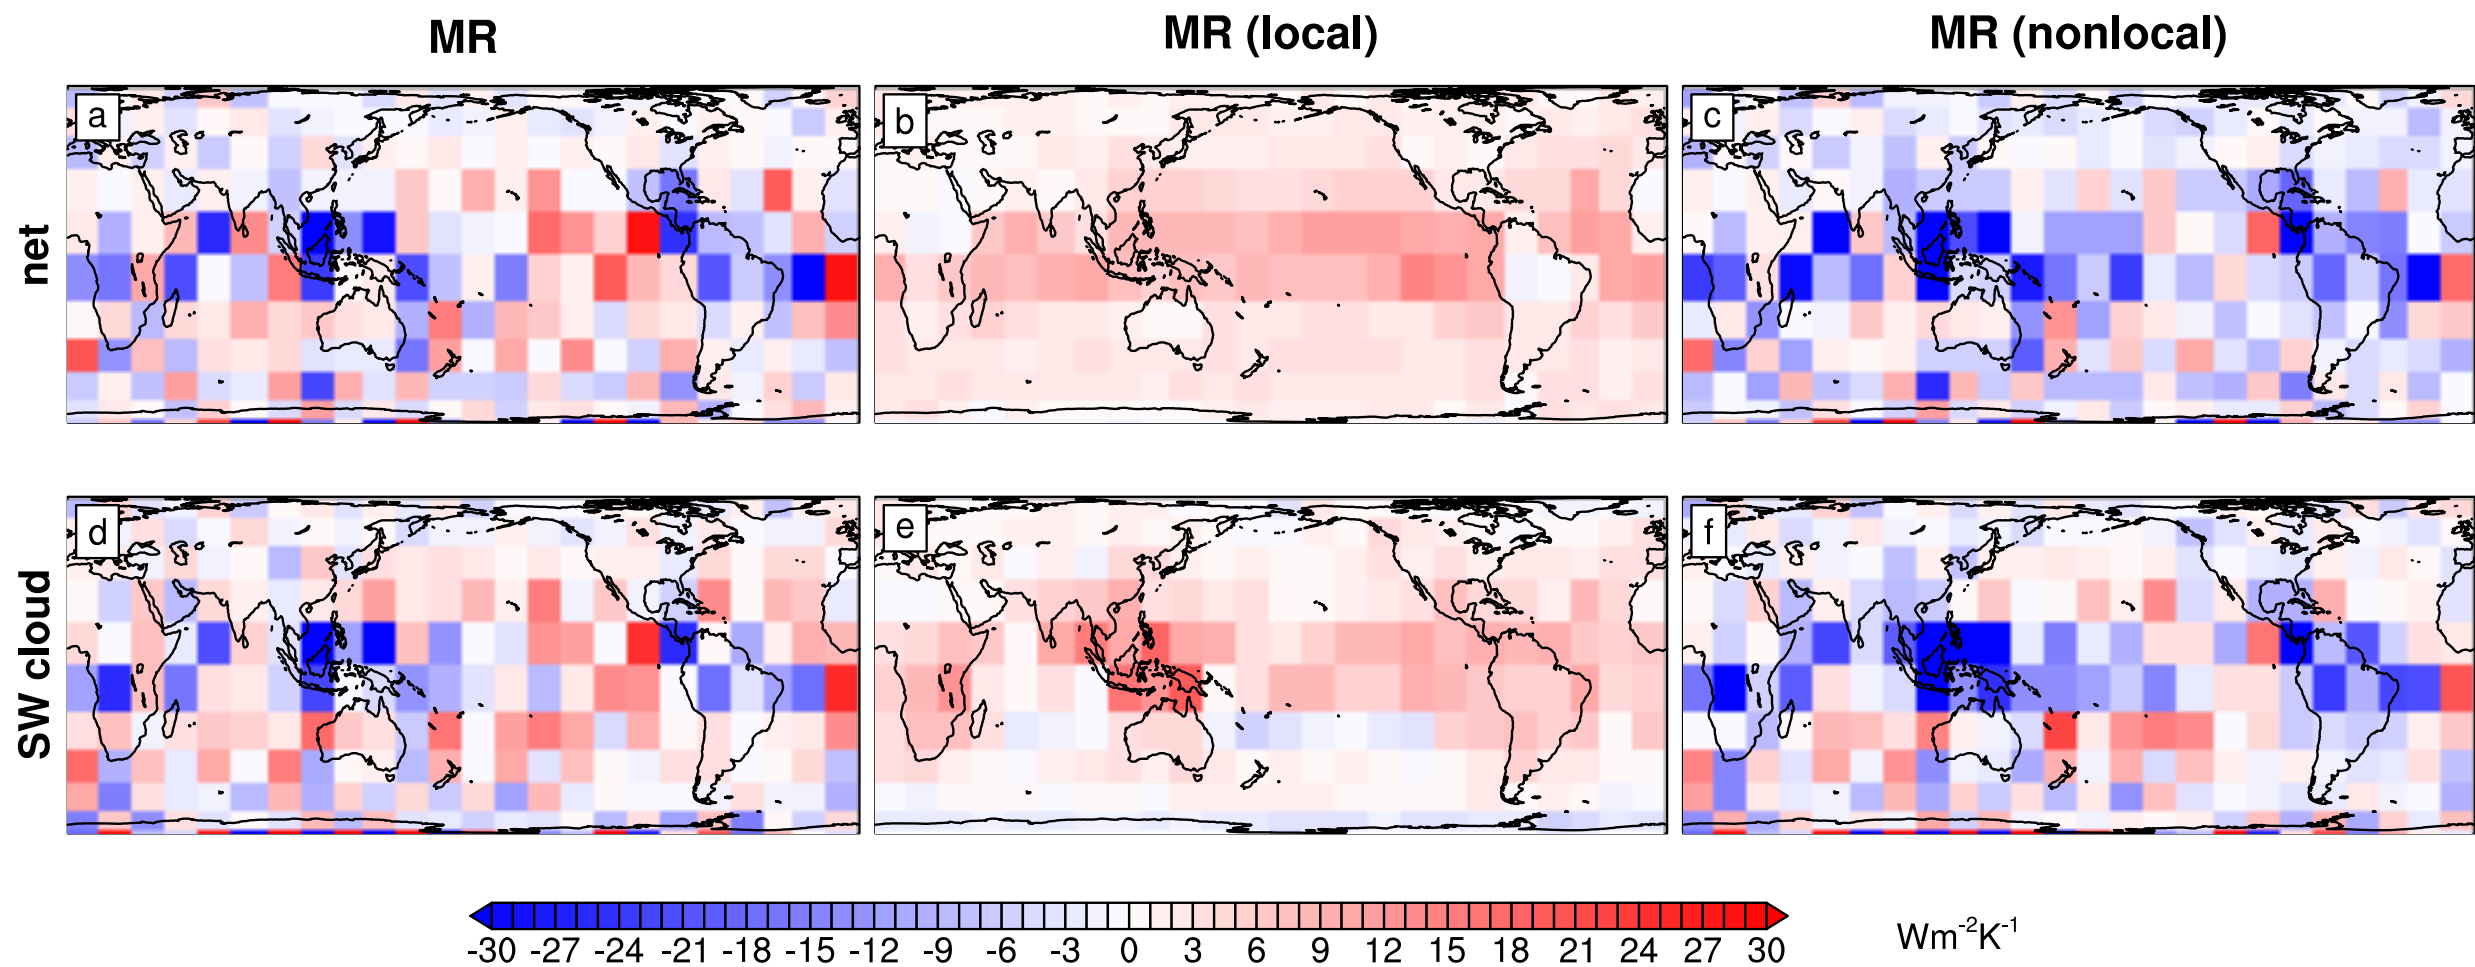 MR MR (local) MR (nonlocal)
net
a b c
SW cloud
d e f
-30 -27 -24 -21 -18 -15 -12 -9 -6 -3 0 3 6 9 12 15 18 21 24 27 30
Wm⁻²K⁻¹